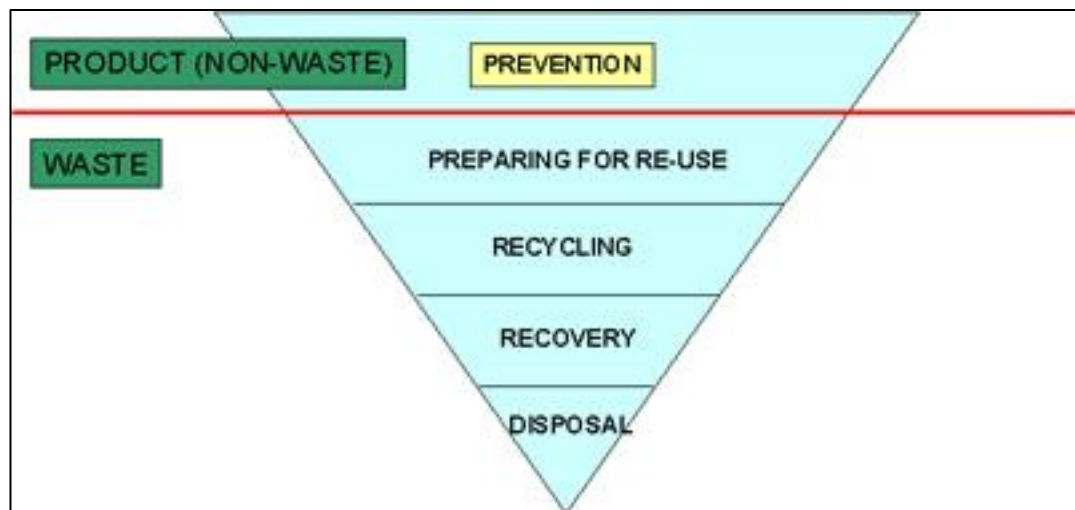 PRODUCT (NON-WASTE)
PREVENTION
WASTE
PREPARING FOR RE-USE
RECYCLING
RECOVERY
DISPOSAL